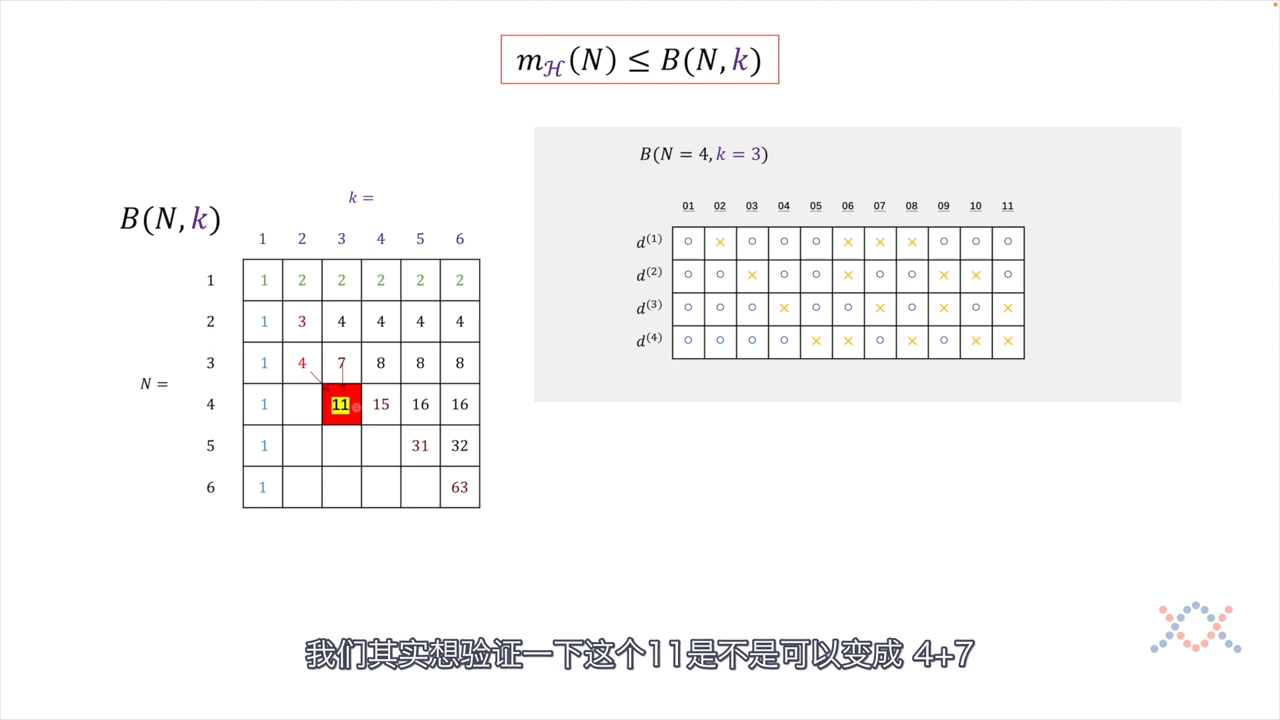 m_ℋ(N) ≤ B(N, k)
B(N, k)
k =
1 2 3 4 5 6
1 1 2 2 2 2 2
2 1 3 4 4 4 4
3 1 4 7 8 8 8
N =
4 1 11 15 16 16
5 1 31 32
6 1 63
B(N = 4, k = 3)
01 02 03 04 05 06 07 08 09 10 11
d⁽¹⁾ ○ × ○ ○ ○ × × × ○ ○ ○
d⁽²⁾ ○ ○ × ○ ○ × ○ ○ × × ○
d⁽³⁾ ○ ○ ○ × ○ ○ × ○ × ○ ×
d⁽⁴⁾ ○ ○ ○ ○ × × ○ × ○ × ×
我们其实想验证一下这个11是不是可以变成 4+7